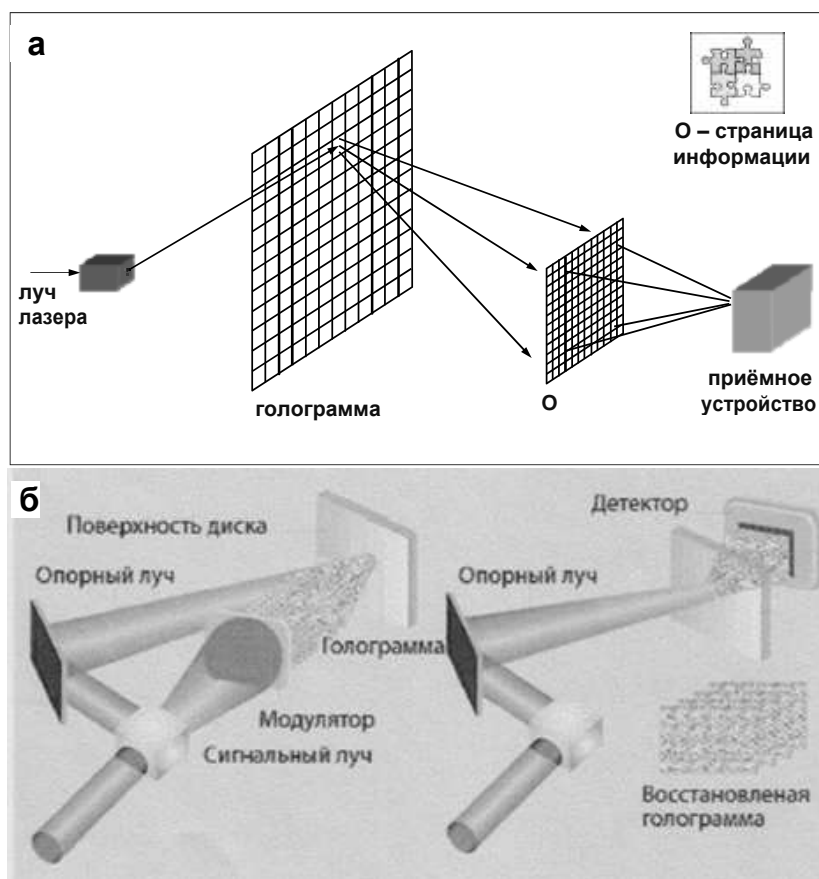 а
О – страница
информации
луч
лазера
голограмма
О
приёмное
устройство
б
Поверхность диска
Опорный луч
Голограмма
Модулятор
Сигнальный луч
Детектор
Опорный луч
Восстановленая
голограмма